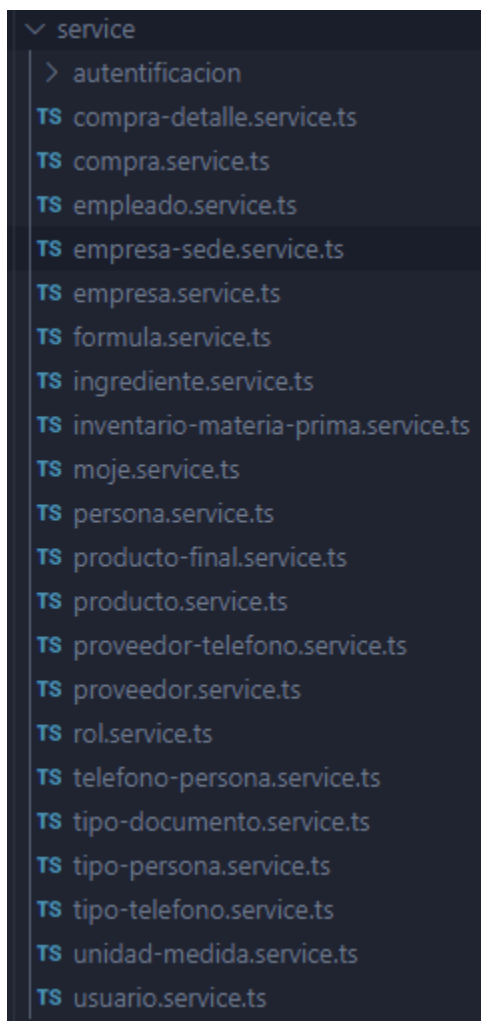 service
autentificacion
TS compra-detalle.service.ts
TS compra.service.ts
TS empleado.service.ts
TS empresa-sede.service.ts
TS empresa.service.ts
TS formula.service.ts
TS ingrediente.service.ts
TS inventario-materia-prima.service.ts
TS moje.service.ts
TS persona.service.ts
TS producto-final.service.ts
TS producto.service.ts
TS proveedor-telefono.service.ts
TS proveedor.service.ts
TS rol.service.ts
TS telefono-persona.service.ts
TS tipo-documento.service.ts
TS tipo-persona.service.ts
TS tipo-telefono.service.ts
TS unidad-medida.service.ts
TS usuario.service.ts